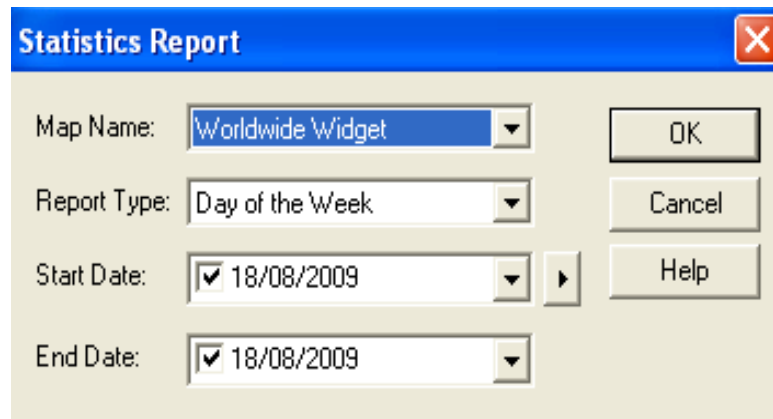 Statistics Report
Map Name: Worldwide Widget
OK
Report Type: Day of the Week
Cancel
Start Date: 18/08/2009
Help
End Date: 18/08/2009